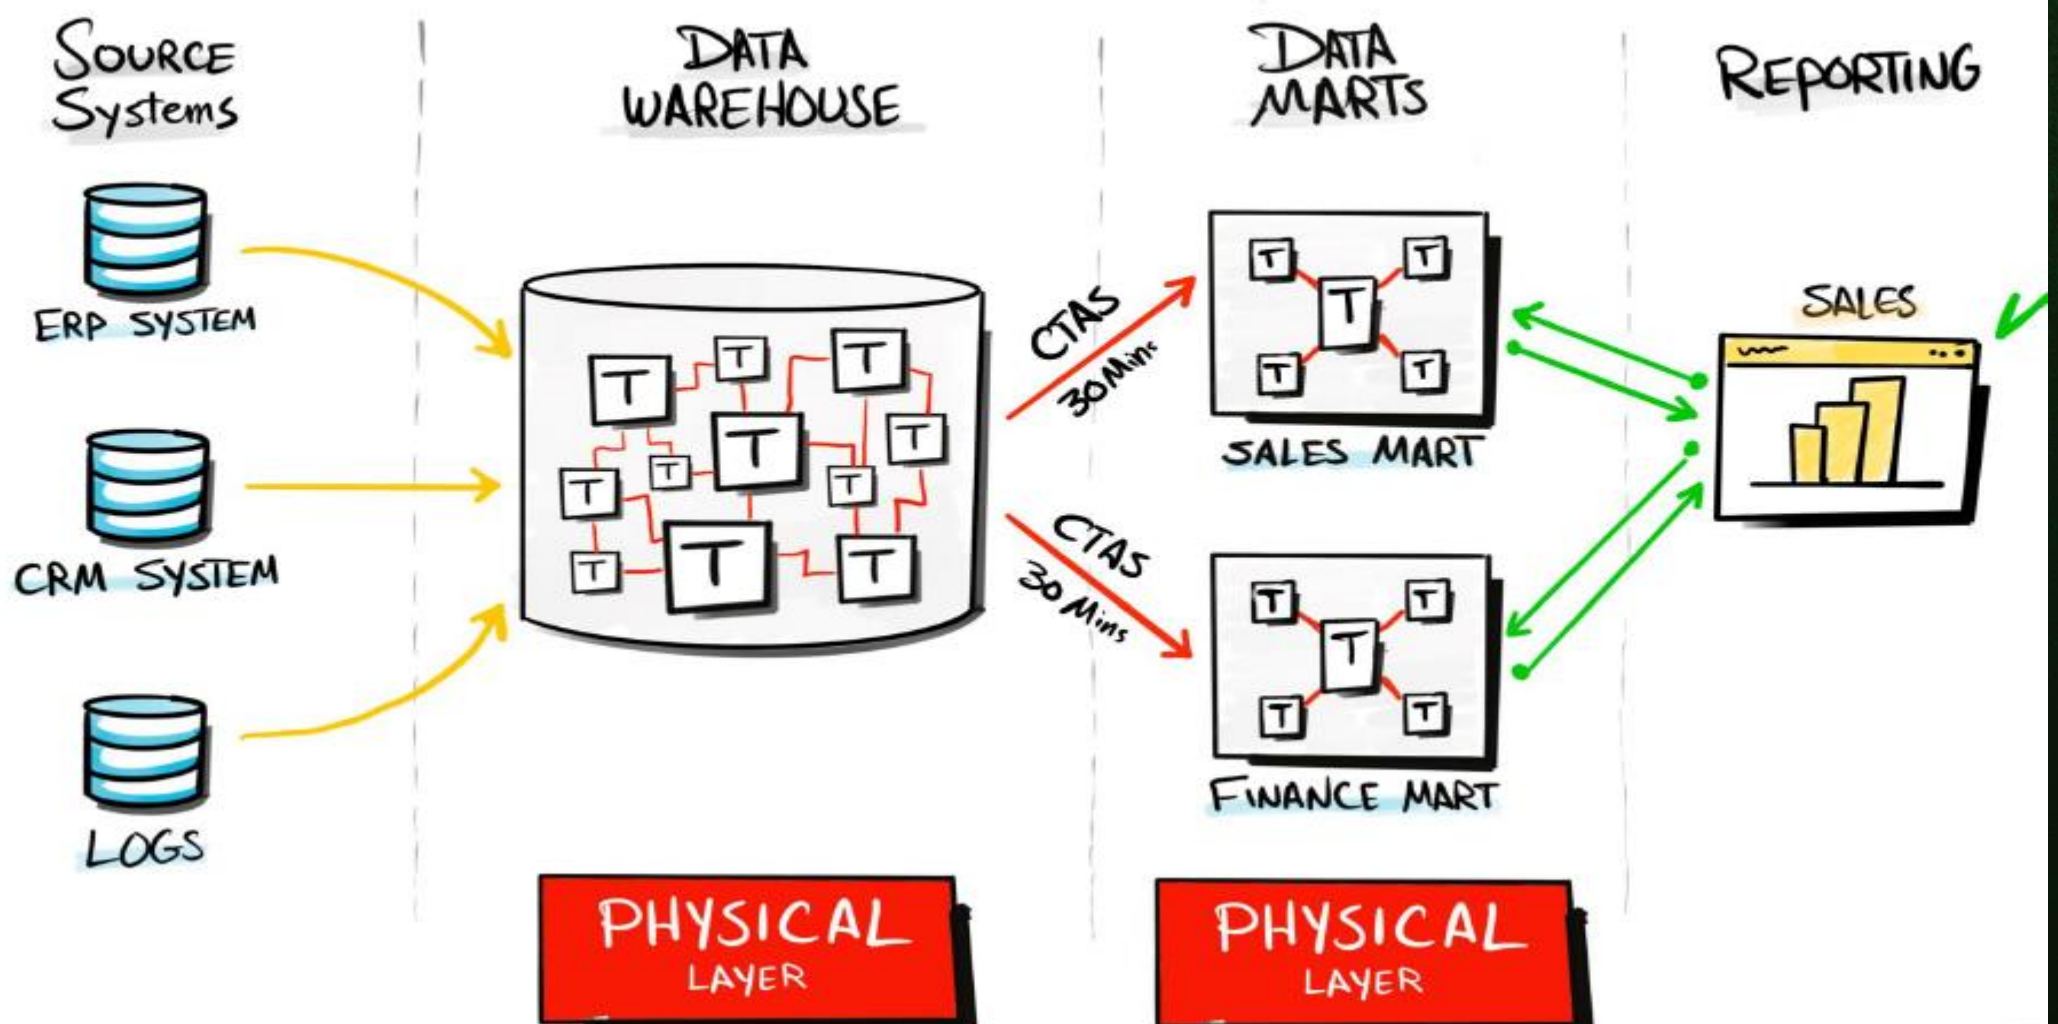 SOURCE
Systems
DATA
WAREHOUSE
DATA
MARTS
REPORTING
ERP SYSTEM
CRM SYSTEM
LOGS
T
T
T
T
T
T
T
T
T
T
T
CTAS
30 Mins
CTAS
30 Mins
T
T
T
T
T
SALES MART
T
T
T
T
T
FINANCE MART
SALES
PHYSICAL
LAYER
PHYSICAL
LAYER